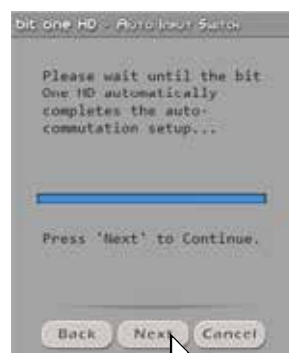 bit one HD - Auto Input Switch
Please wait until the bit
One HD automatically
completes the auto-
commutation setup...
Press 'Next' to Continue.
Back Next Cancel